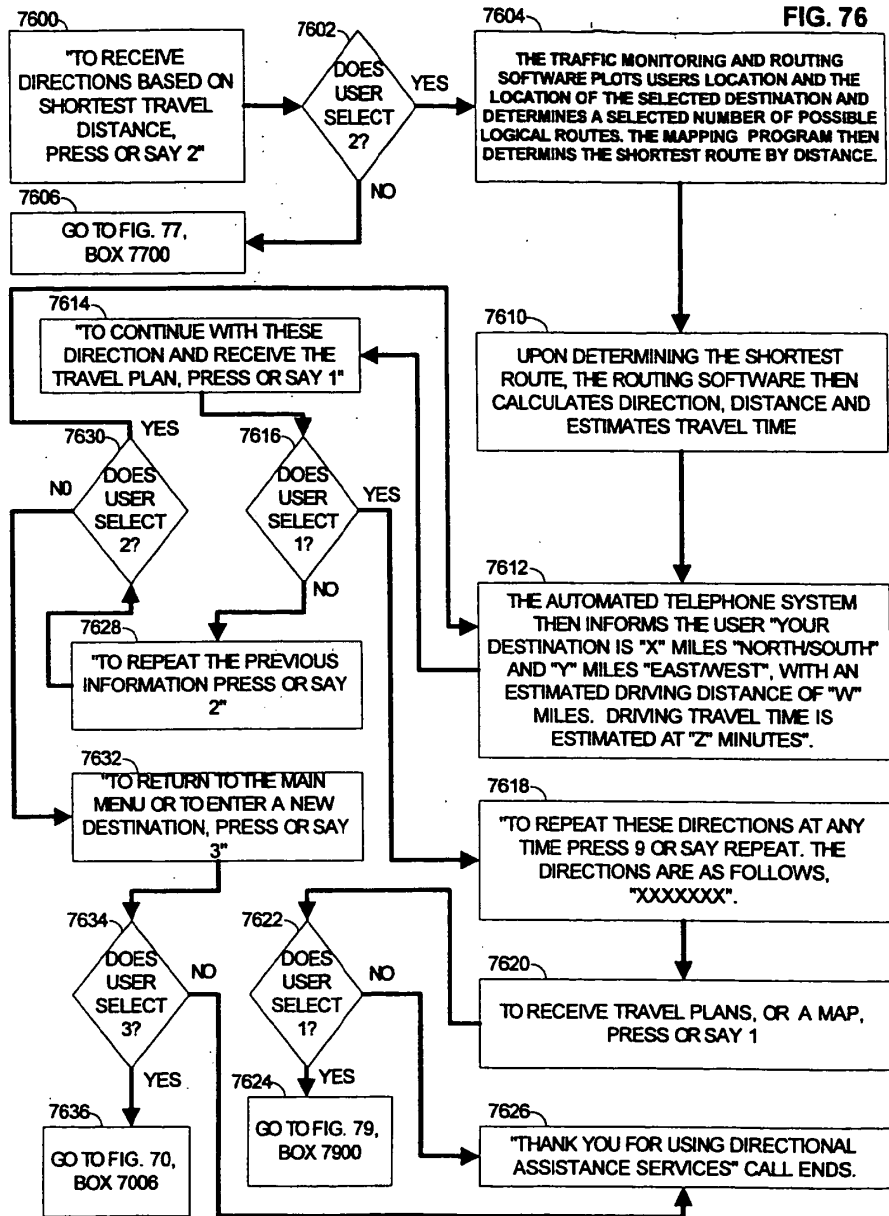 FIG. 76
7600
"TO RECEIVE
DIRECTIONS BASED ON
SHORTEST TRAVEL
DISTANCE,
PRESS OR SAY 2"
7602
DOES
USER
SELECT
2?
YES
NO
7604
THE TRAFFIC MONITORING AND ROUTING
SOFTWARE PLOTS USERS LOCATION AND THE
LOCATION OF THE SELECTED DESTINATION AND
DETERMINES A SELECTED NUMBER OF POSSIBLE
LOGICAL ROUTES. THE MAPPING PROGRAM THEN
DETERMINS THE SHORTEST ROUTE BY DISTANCE.
7606
GO TO FIG. 77,
BOX 7700
7610
UPON DETERMINING THE SHORTEST
ROUTE, THE ROUTING SOFTWARE THEN
CALCULATES DIRECTION, DISTANCE AND
ESTIMATES TRAVEL TIME
7612
THE AUTOMATED TELEPHONE SYSTEM
THEN INFORMS THE USER "YOUR
DESTINATION IS "X" MILES "NORTH/SOUTH"
AND "Y" MILES "EAST/WEST", WITH AN
ESTIMATED DRIVING DISTANCE OF "W"
MILES. DRIVING TRAVEL TIME IS
ESTIMATED AT "Z" MINUTES".
7614
"TO CONTINUE WITH THESE
DIRECTION AND RECEIVE THE
TRAVEL PLAN, PRESS OR SAY 1"
7616
DOES
USER
SELECT
1?
YES
NO
7630
DOES
USER
SELECT
2?
YES
NO
7628
"TO REPEAT THE PREVIOUS
INFORMATION PRESS OR SAY
2"
7632
"TO RETURN TO THE MAIN
MENU OR TO ENTER A NEW
DESTINATION, PRESS OR SAY
3"
7618
"TO REPEAT THESE DIRECTIONS AT ANY
TIME PRESS 9 OR SAY REPEAT. THE
DIRECTIONS ARE AS FOLLOWS,
"XXXXXXX".
7620
TO RECEIVE TRAVEL PLANS, OR A MAP,
PRESS OR SAY 1
7634
DOES
USER
SELECT
3?
NO
YES
7622
DOES
USER
SELECT
1?
NO
YES
7636
GO TO FIG. 70,
BOX 7006
7624
GO TO FIG. 79,
BOX 7900
7626
"THANK YOU FOR USING DIRECTIONAL
ASSISTANCE SERVICES" CALL ENDS.